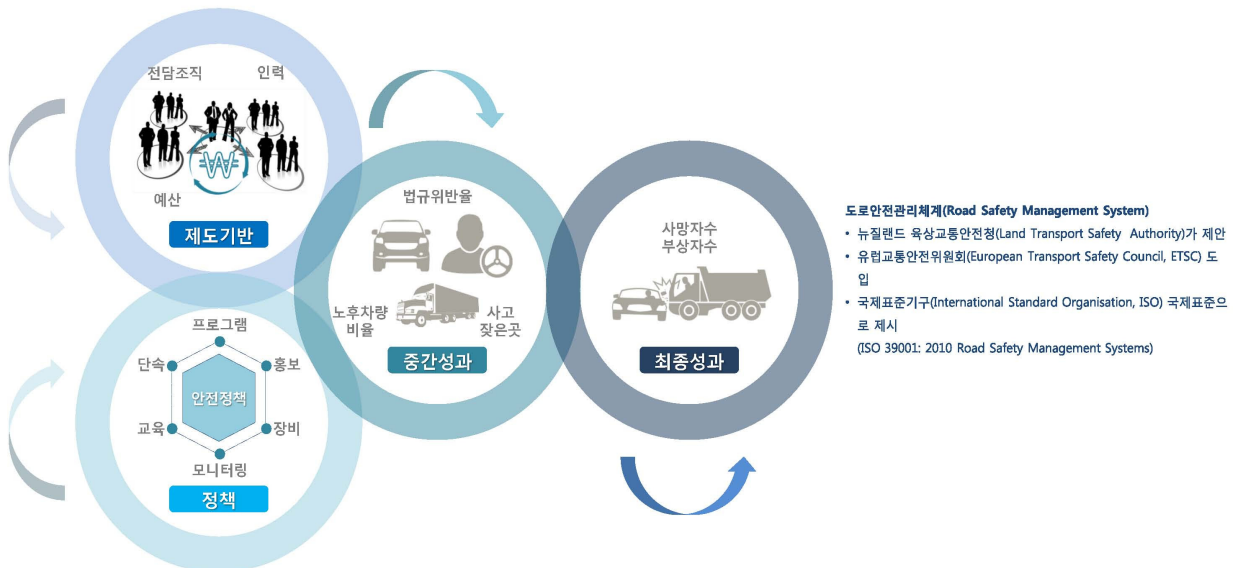 전담조직
인력
예산
제도기반
프로그램
단속
홍보
안전정책
교육
장비
모니터링
정책
법규위반율
노후차량
비율
사고
잦은곳
중간성과
사망자수
부상자수
최종성과
도로안전관리체계(Road Safety Management System)
• 뉴질랜드 육상교통안전청(Land Transport Safety Authority)가 제안
• 유럽교통안전위원회(European Transport Safety Council, ETSC) 도
입
• 국제표준기구(International Standard Organisation, ISO) 국제표준으
로 제시
(ISO 39001: 2010 Road Safety Management Systems)